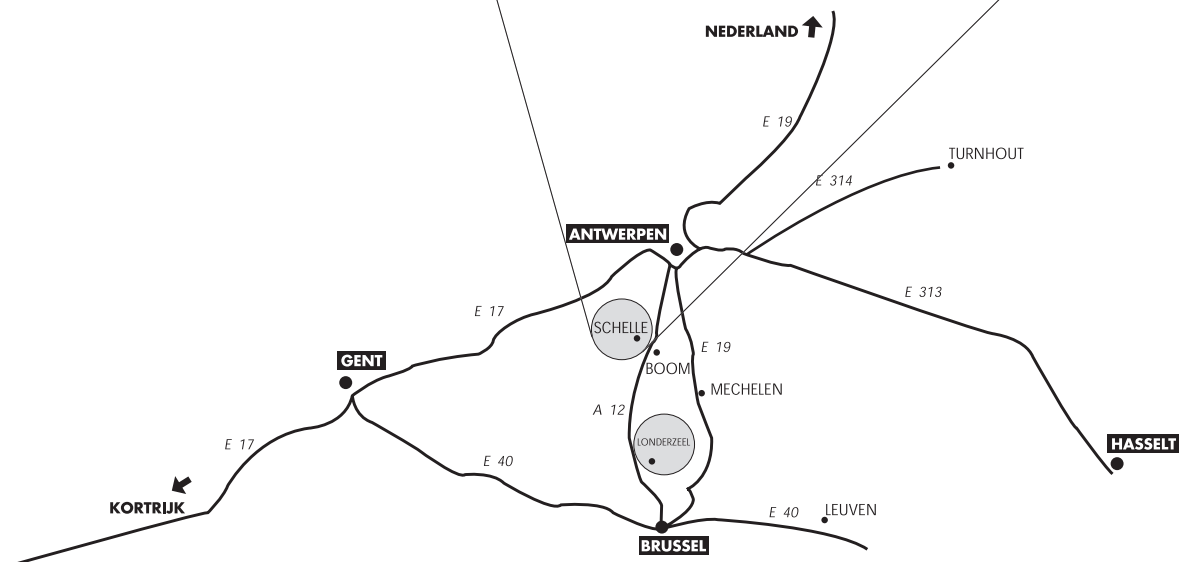 NEDERLAND
E 19
TURNHOUT
E 314
ANTWERPEN
E 313
E 17
SCHELLE
E 19
GENT
BOOM
MECHELEN
A 12
E 17
LONDERZEEL
HASSELT
E 40
KORTRIJK
E 40
LEUVEN
BRUSSEL